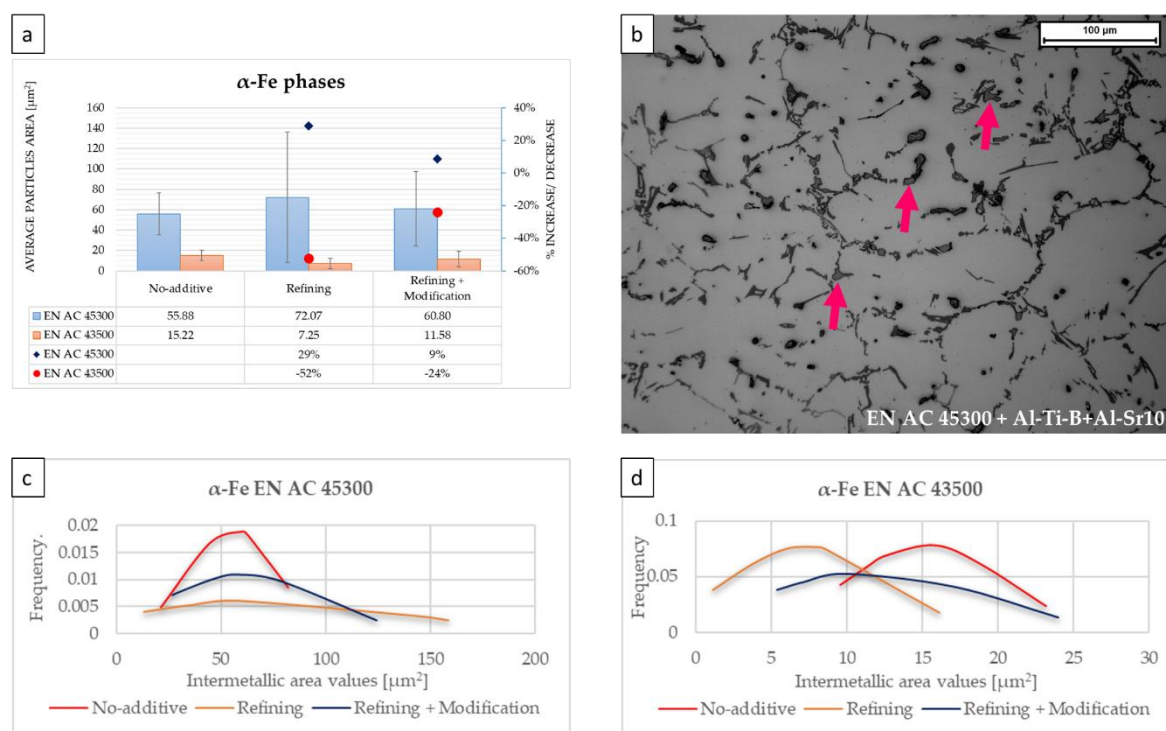 a
α-Fe phases
AVERAGE PARTICLES AREA [µm²]
160
140
120
100
80
60
40
20
0
40%
20%
0%
-20%
-40%
-60%
% INCREASE/ DECREASE
No-additive Refining Refining +
Modification
EN AC 45300 55.88 72.07 60.80
EN AC 43500 15.22 7.25 11.58
EN AC 45300 29% 9%
EN AC 43500 -52% -24%
b
100 µm
EN AC 45300 + Al-Ti-B+Al-Sr10
c
α-Fe EN AC 45300
Frequency.
0.02
0.015
0.01
0.005
0
0 50 100 150 200
Intermetallic area values [µm²]
No-additive Refining Refining + Modification
d
α-Fe EN AC 43500
Frequency
0.1
0.05
0
0 5 10 15 20 25 30
Intermetallic area values [µm²]
No-additive Refining Refining + Modification